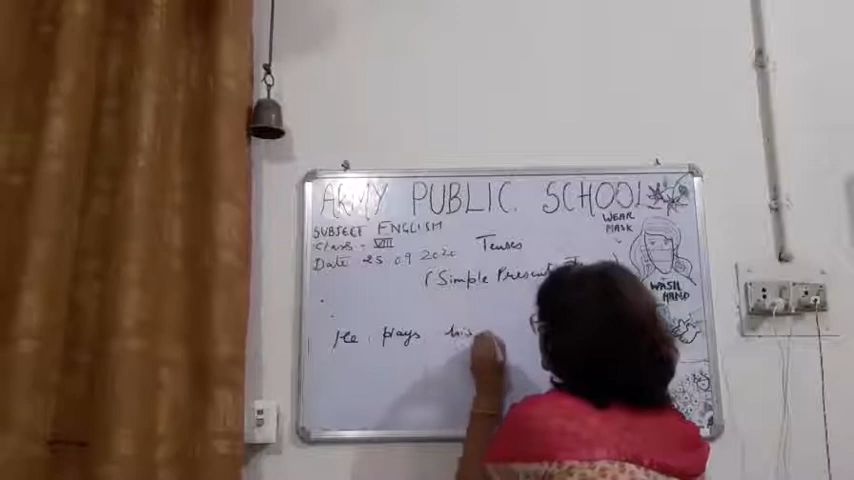 ARMY PUBLIC SCHOOL
SUBJECT ENGLISH
Class - VIII
Date 25.09.2020
Tenses
(Simple Present
He plays his
WEAR
MASK
WASH
HAND